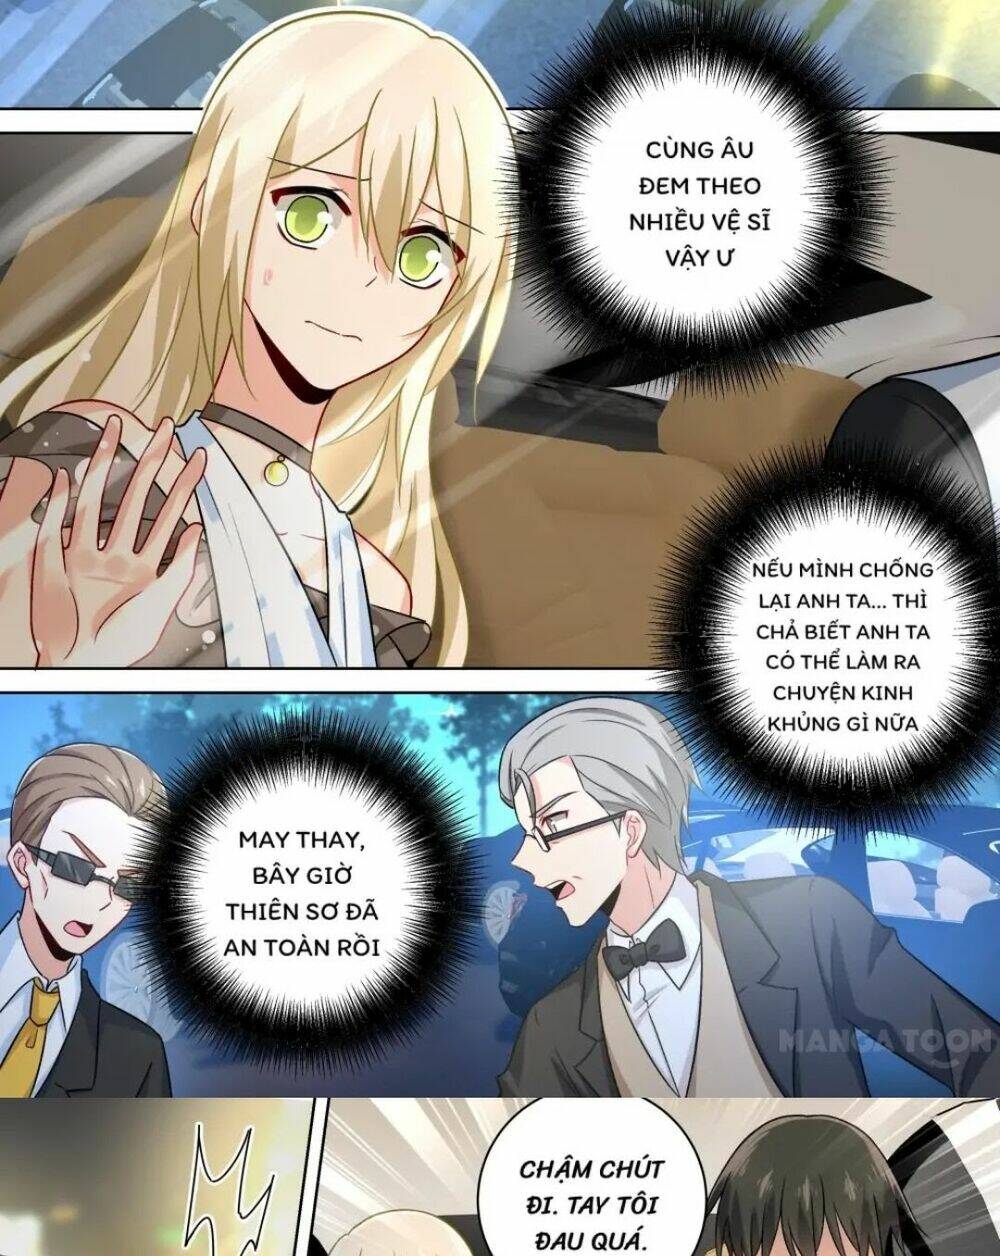 CÙNG ÂU
ĐEM THEO
NHIỀU VỆ SĨ
VẬY Ư
NẾU MÌNH CHỐNG
LẠI ANH TA... THÌ
CHẢ BIẾT ANH TA
CÓ THỂ LÀM RA
CHUYỆN KINH
KHỦNG GÌ NỮA
MAY THAY,
BÂY GIỜ
THIÊN SƠ ĐÃ
AN TOÀN RỒI
MANGA TOON
CHẬM CHÚT
ĐI. TAY TÔI
ĐAU QUÁ.